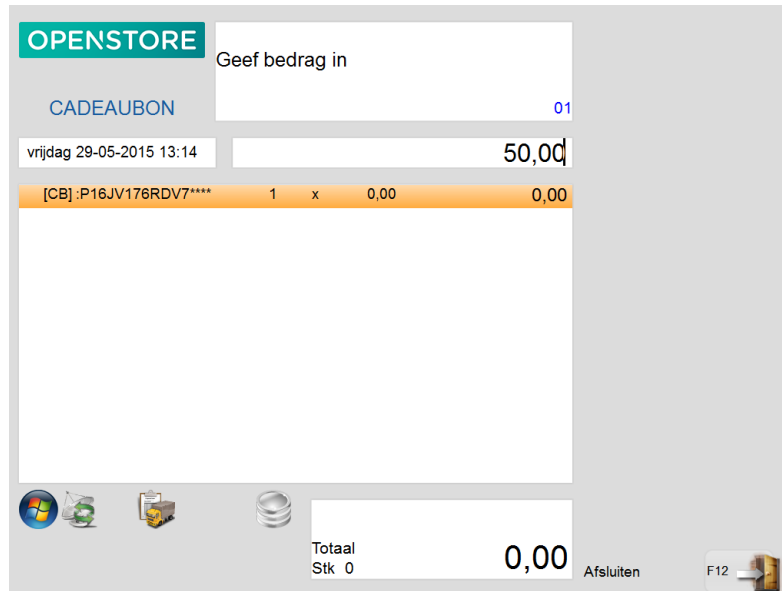 OPENSTORE
Geef bedrag in
CADEAUBON
01
vrijdag 29-05-2015 13:14
50,00
[CB] :P16JV176RDV7**** 1 x 0,00 0,00
Totaal
Stk 0
0,00
Afsluiten
F12